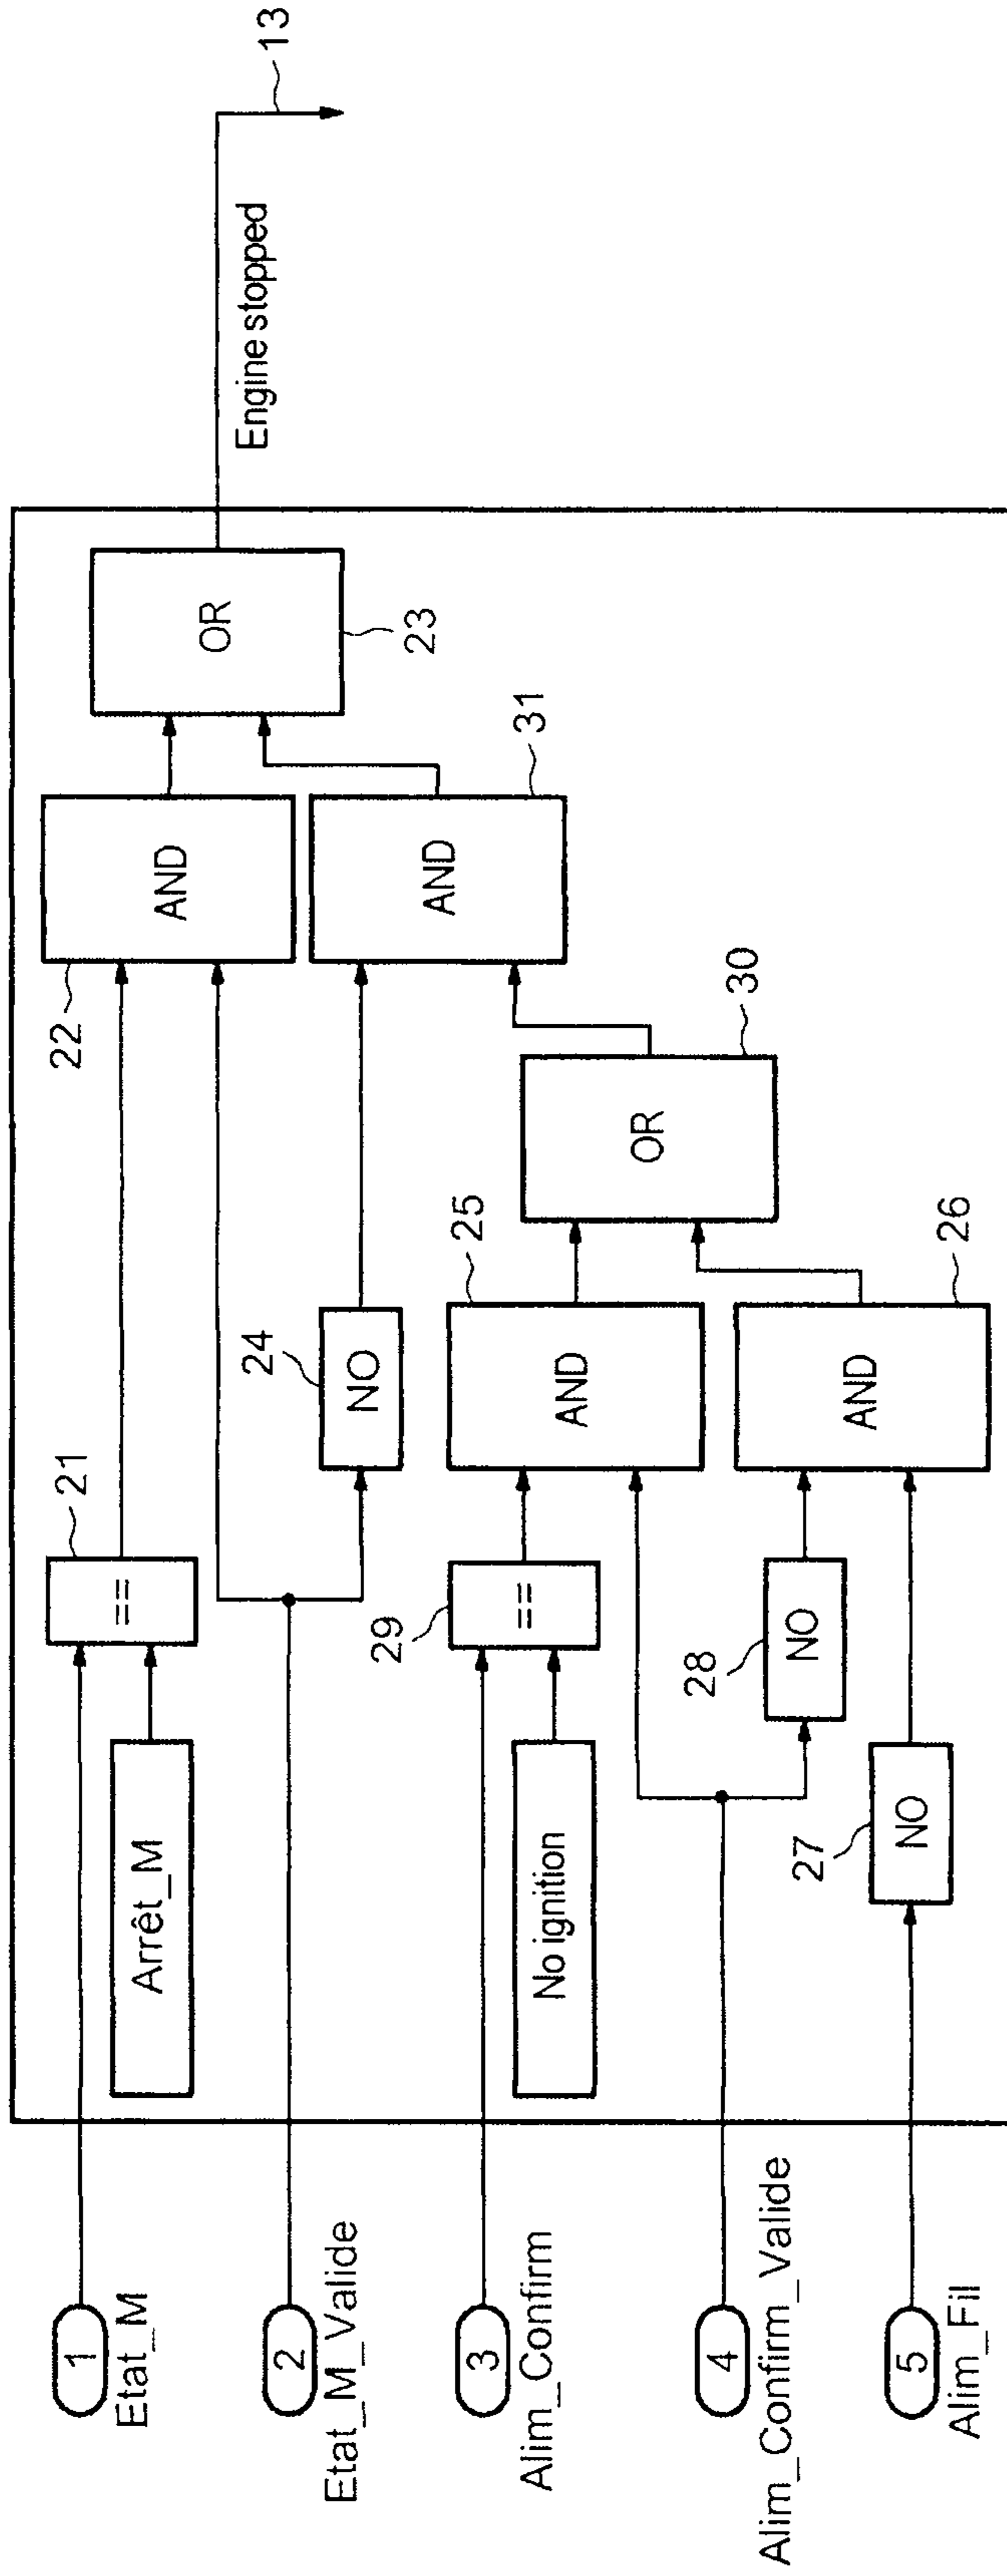 1
Etat_M
2
Etat_M_Valide
3
Alim_Confirm
4
Alim_Confirm_Valide
5
Alim_Fil
Arrêt_M
==
21
No ignition
29
==
27
NO
28
NO
24
NO
25
AND
AND
26
OR
30
22
AND
AND
31
OR
23
Engine stopped
13